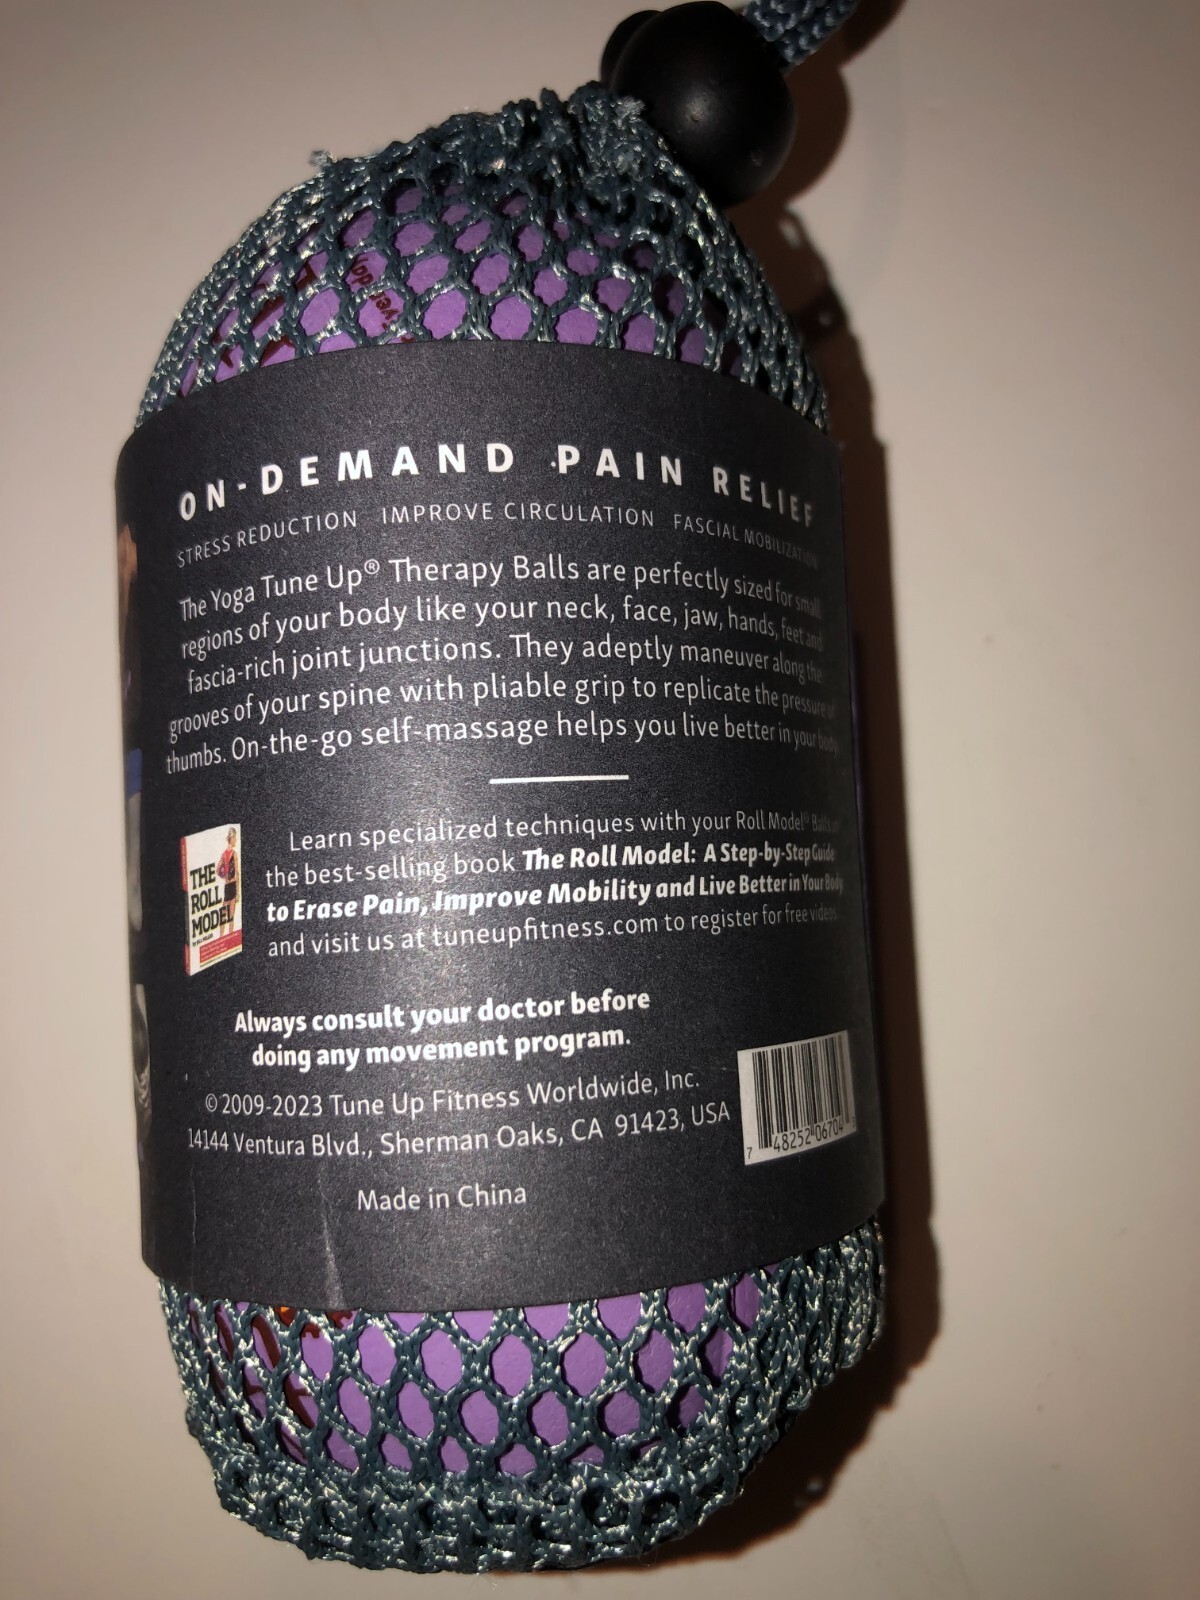 ON-DEMAND PAIN RELIEF
STRESS REDUCTION IMPROVE CIRCULATION FASCIAL MOBILIZATION
The Yoga Tune Up® Therapy Balls are perfectly sized for small
regions of your body like your neck, face, jaw, hands, feet and
fascia-rich joint junctions. They adeptly maneuver along the
grooves of your spine with pliable grip to replicate the pressure of
thumbs. On-the-go self-massage helps you live better in your body.
Learn specialized techniques with your Roll Model® Balls
the best-selling book The Roll Model: A Step-by-Step Guide
to Erase Pain, Improve Mobility and Live Better in Your Body
and visit us at tuneupfitness.com to register for free videos.
THE
ROLL
MODEL
Always consult your doctor before
doing any movement program.
©2009-2023 Tune Up Fitness Worldwide, Inc.
14144 Ventura Blvd., Sherman Oaks, CA 91423, USA
7 48252 06704
Made in China